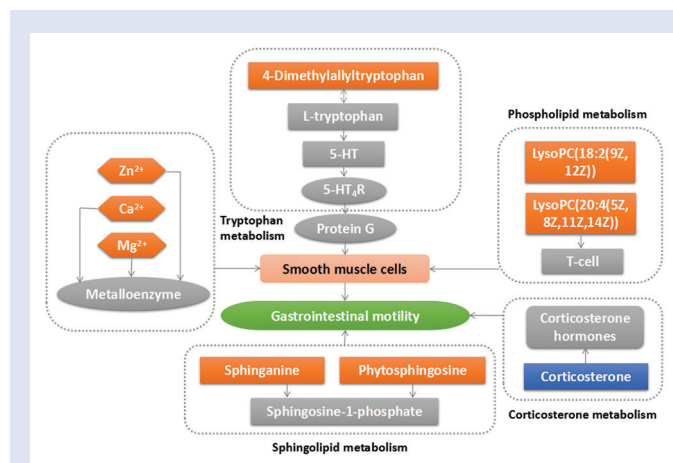 4-Dimethylallyltryptophan
L-tryptophan
5-HT
5-HT₄R
Tryptophan
metabolism
Protein G
Zn²⁺
Ca²⁺
Mg²⁺
Metalloenzyme
Phospholipid metabolism
LysoPC(18:2(9Z,
12Z))
LysoPC(20:4(5Z,
8Z,11Z,14Z))
T-cell
Smooth muscle cells
Gastrointestinal motility
Corticosterone
hormones
Corticosterone
Corticosterone metabolism
Sphinganine
Phytosphingosine
Sphingosine-1-phosphate
Sphingolipid metabolism